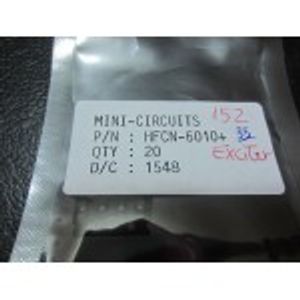 MINI-CIRCUITS 152
P/N : HFCN-6010+
QTY : 20 Exciter
D/C : 1548